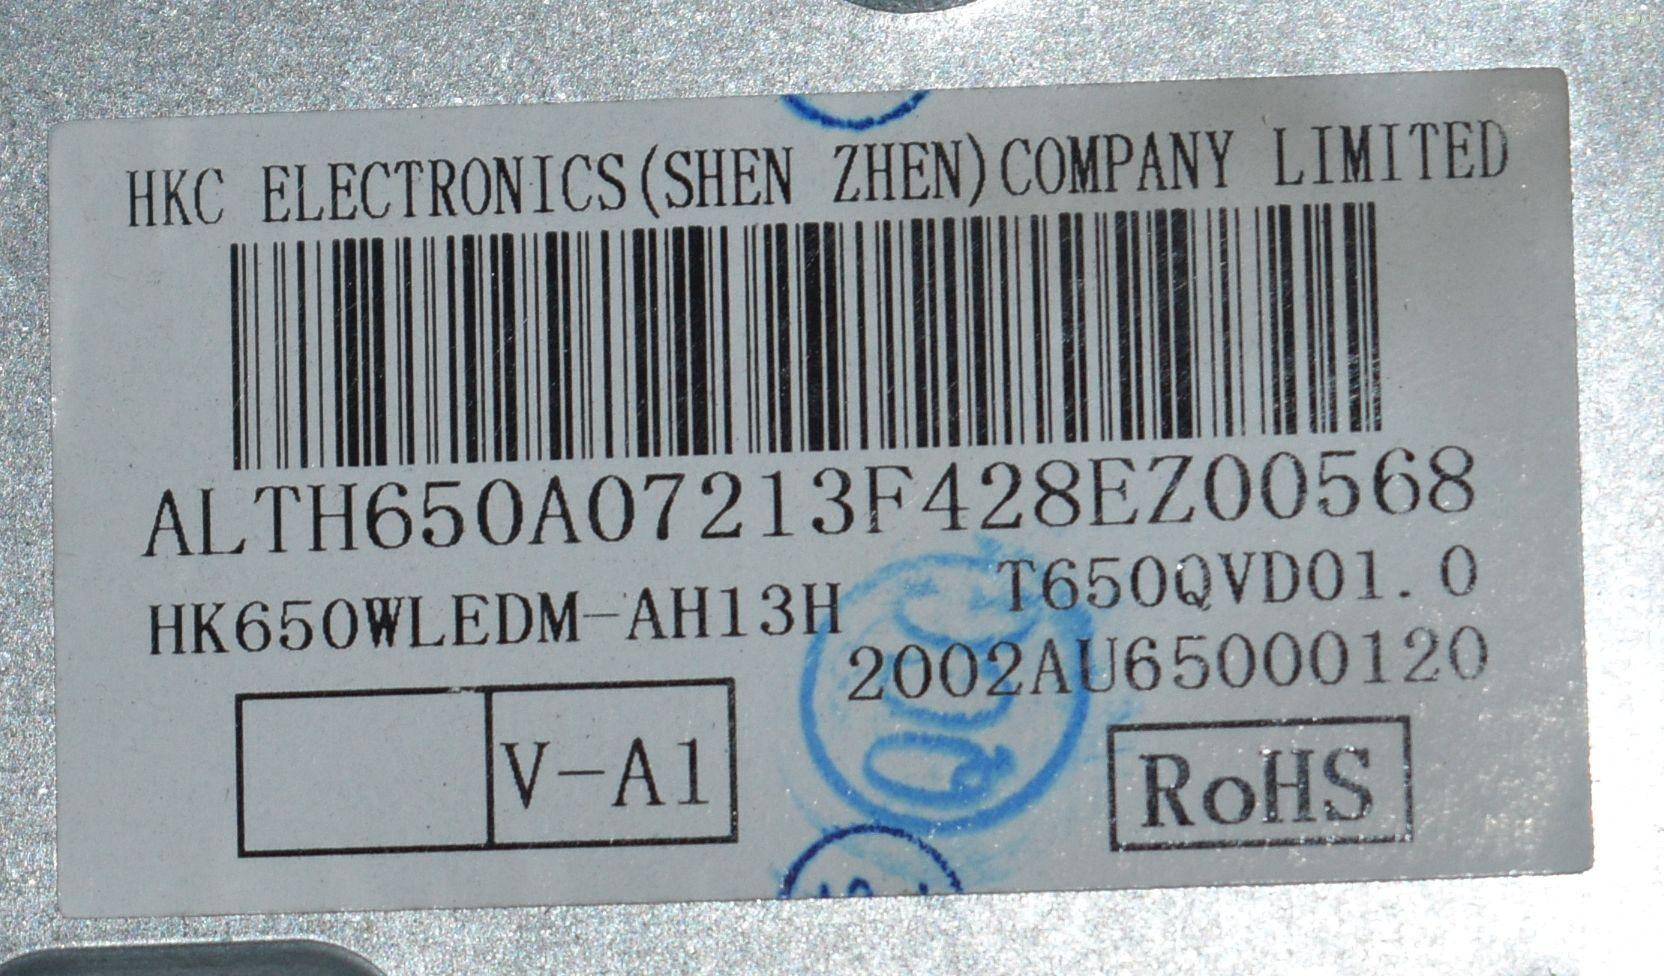 HKC ELECTRONICS(SHEN ZHEN)COMPANY LIMITED
ALTH650A07213F428EZ00568
HK650WLEDM-AH13H
T650QVD01.0
2002AU65000120
V-A1
RoHS